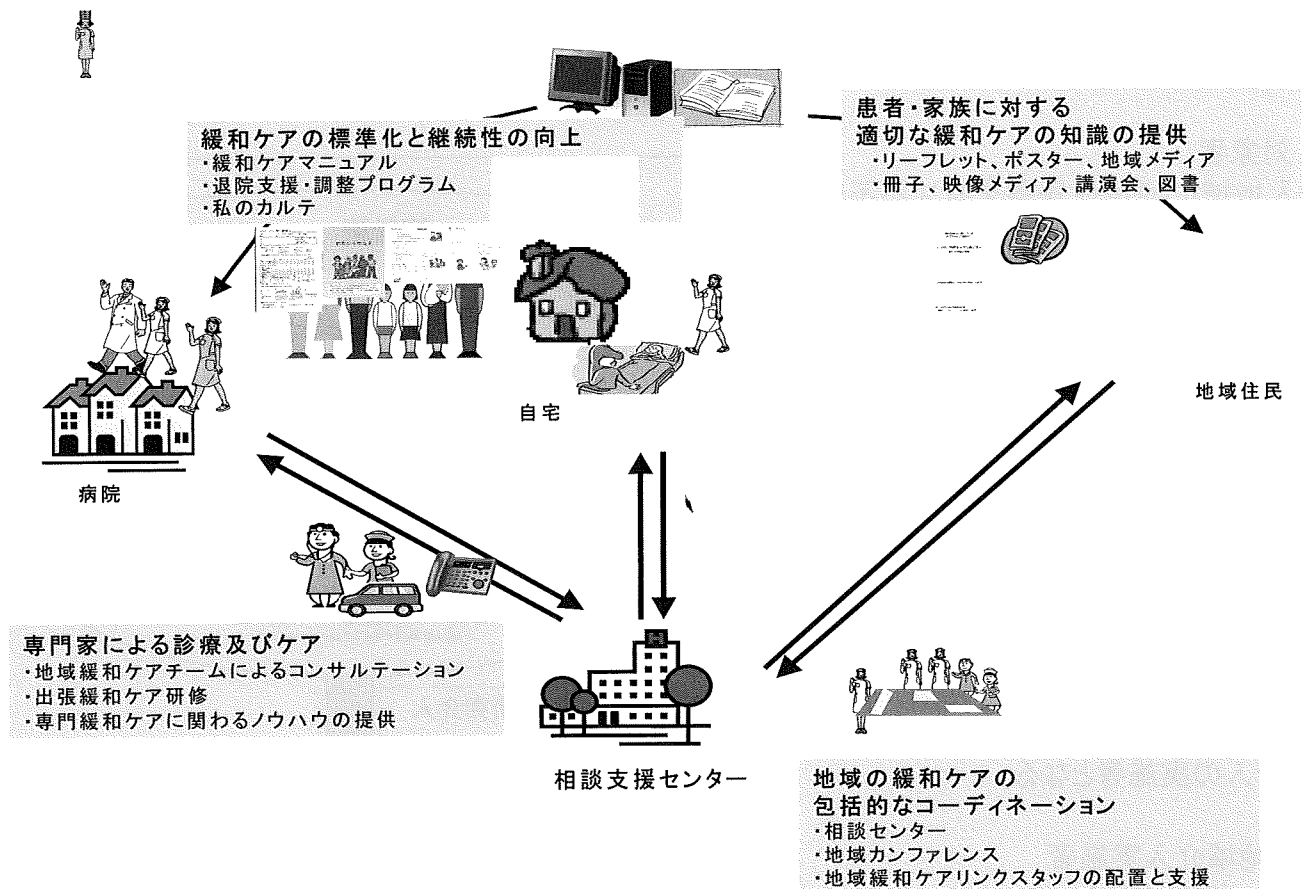 緩和ケアの標準化と継続性の向上
・緩和ケアマニュアル
・退院支援・調整プログラム
・私のカルテ
患者・家族に対する
適切な緩和ケアの知識の提供
・リーフレット、ポスター、地域メディア
・冊子、映像メディア、講演会、図書
自宅
地域住民
病院
専門家による診療及びケア
・地域緩和ケアチームによるコンサルテーション
・出張緩和ケア研修
・専門緩和ケアに関わるノウハウの提供
相談支援センター
地域の緩和ケアの
包括的なコーディネーション
・相談センター
・地域カンファレンス
・地域緩和ケアリンクスタッフの配置と支援